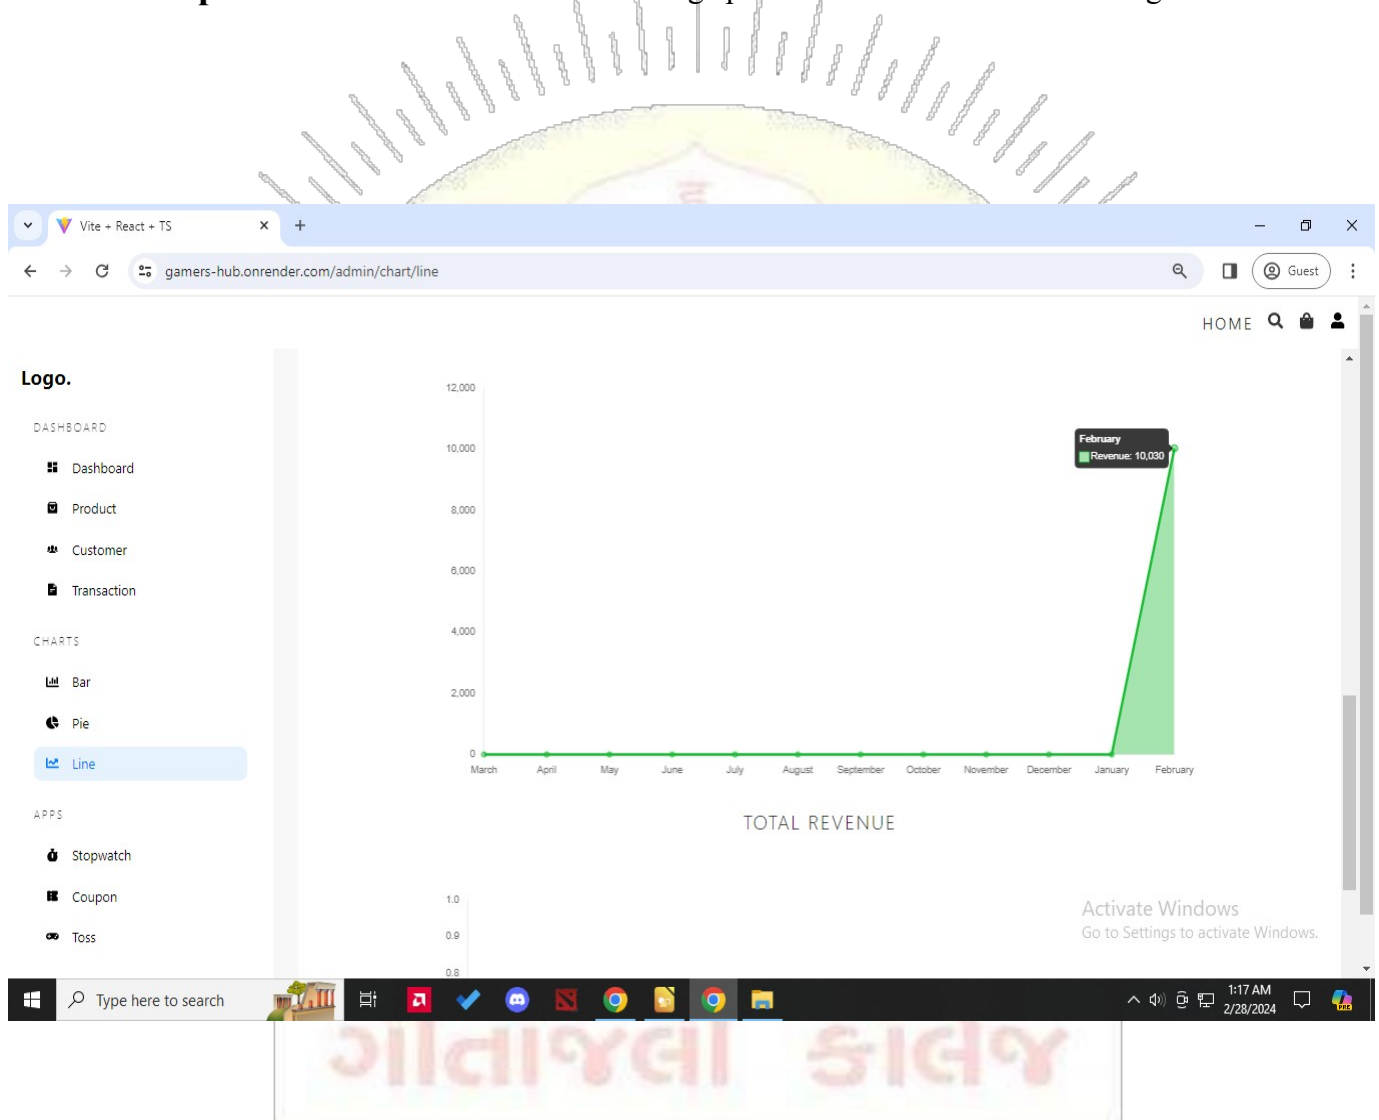 Vite + React + TS
gamers-hub.onrender.com/admin/chart/line
Guest
HOME
Logo.
DASHBOARD
Dashboard
Product
Customer
Transaction
CHARTS
Bar
Pie
Line
APPS
Stopwatch
Coupon
Toss
12,000
10,000
8,000
6,000
4,000
2,000
0
February
Revenue: 10,030
March April May June July August September October November December January February
TOTAL REVENUE
1.0
0.9
0.8
Activate Windows
Go to Settings to activate Windows.
Type here to search
1:17 AM
2/28/2024
PRE